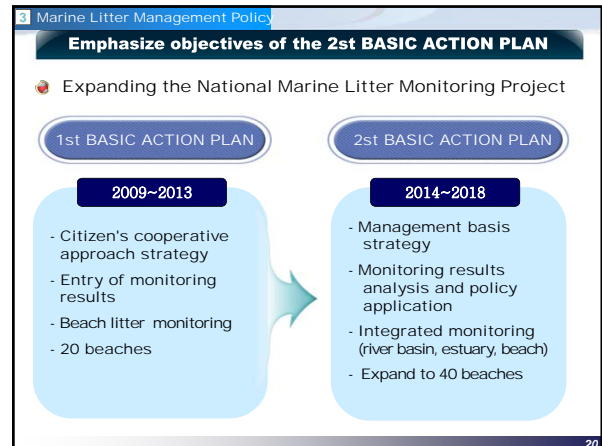 3 Marine Litter Management Policy
Emphasize objectives of the 2st BASIC ACTION PLAN
Expanding the National Marine Litter Monitoring Project
1st BASIC ACTION PLAN
2009~2013
- Citizen's cooperative
approach strategy
- Entry of monitoring
results
- Beach litter monitoring
- 20 beaches
2st BASIC ACTION PLAN
2014~2018
- Management basis
strategy
- Monitoring results
analysis and policy
application
- Integrated monitoring
(river basin, estuary, beach)
- Expand to 40 beaches
20